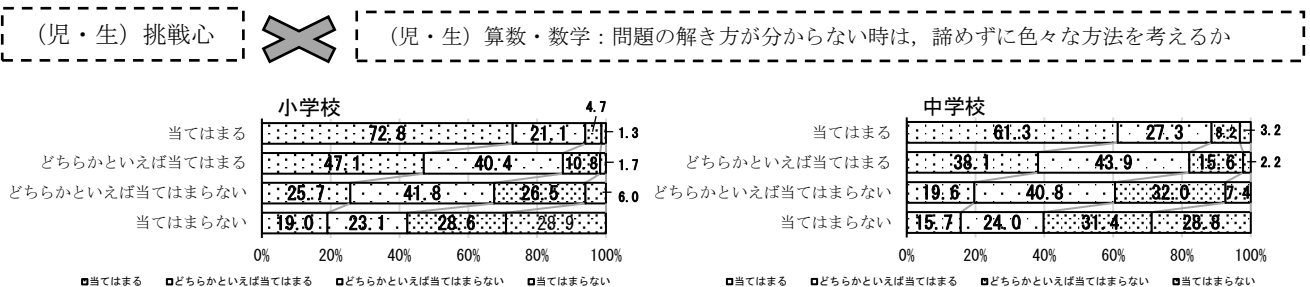 （児・生）挑戦心
（児・生）算数・数学：問題の解き方が分からない時は，諦めずに色々な方法を考えるか
小学校
4.7
当てはまる 72.8 21.1 1.3
どちらかといえば当てはまる 47.1 40.4 10.8 1.7
どちらかといえば当てはまらない 25.7 41.8 26.5 6.0
当てはまらない 19.0 23.1 28.6 28.9
0% 20% 40% 60% 80% 100%
当てはまる どちらかといえば当てはまる どちらかといえば当てはまらない 当てはまらない
中学校
当てはまる 61.3 27.3 8.2 3.2
どちらかといえば当てはまる 38.1 43.9 15.6 2.2
どちらかといえば当てはまらない 19.6 40.8 32.0 7.4
当てはまらない 15.7 24.0 31.4 28.8
0% 20% 40% 60% 80% 100%
当てはまる どちらかといえば当てはまる どちらかといえば当てはまらない 当てはまらない